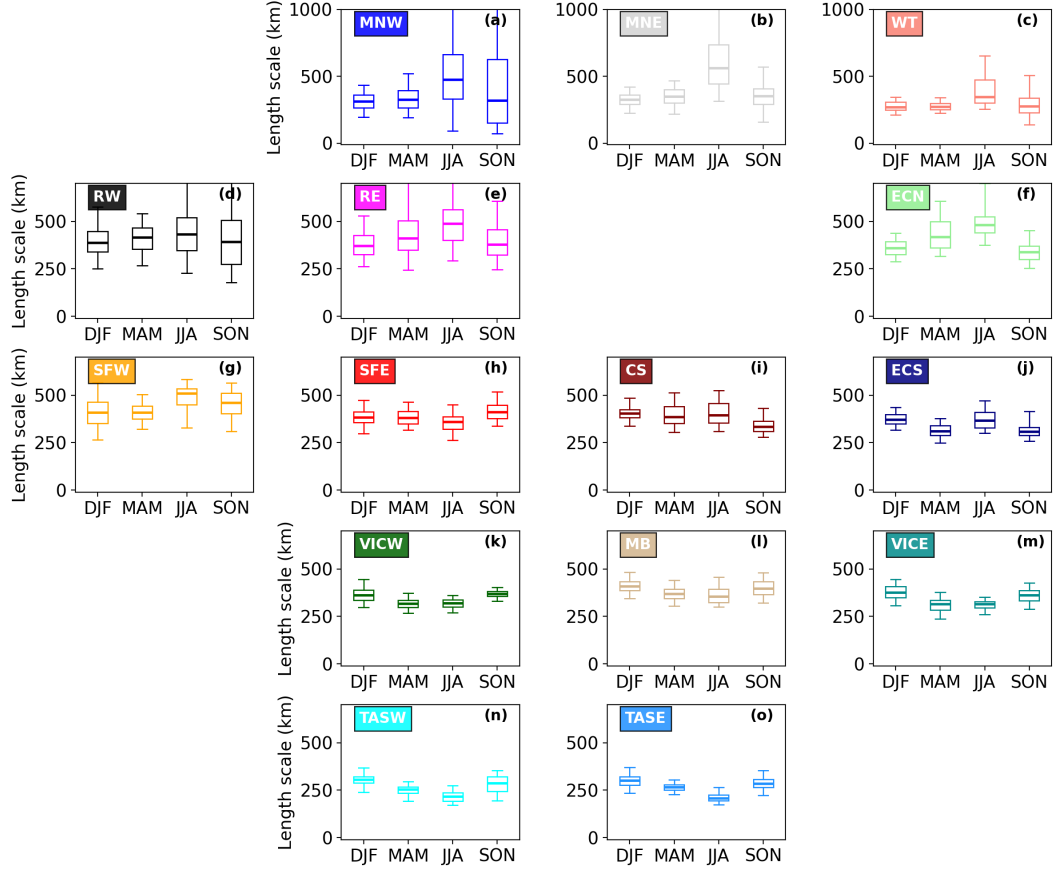 Length scale (km)
1000
500
0
MNW
(a)
DJF MAM JJA SON
1000
500
0
MNE
(b)
DJF MAM JJA SON
1000
500
0
WT
(c)
DJF MAM JJA SON
Length scale (km)
500
250
0
RW
(d)
DJF MAM JJA SON
500
250
0
RE
(e)
DJF MAM JJA SON
500
250
0
ECN
(f)
DJF MAM JJA SON
Length scale (km)
500
250
0
SFW
(g)
DJF MAM JJA SON
500
250
0
SFE
(h)
DJF MAM JJA SON
500
250
0
CS
(i)
DJF MAM JJA SON
500
250
0
ECS
(j)
DJF MAM JJA SON
Length scale (km)
500
250
0
VICW
(k)
DJF MAM JJA SON
500
250
0
MB
(l)
DJF MAM JJA SON
500
250
0
VICE
(m)
DJF MAM JJA SON
Length scale (km)
500
250
0
TASW
(n)
DJF MAM JJA SON
500
250
0
TASE
(o)
DJF MAM JJA SON